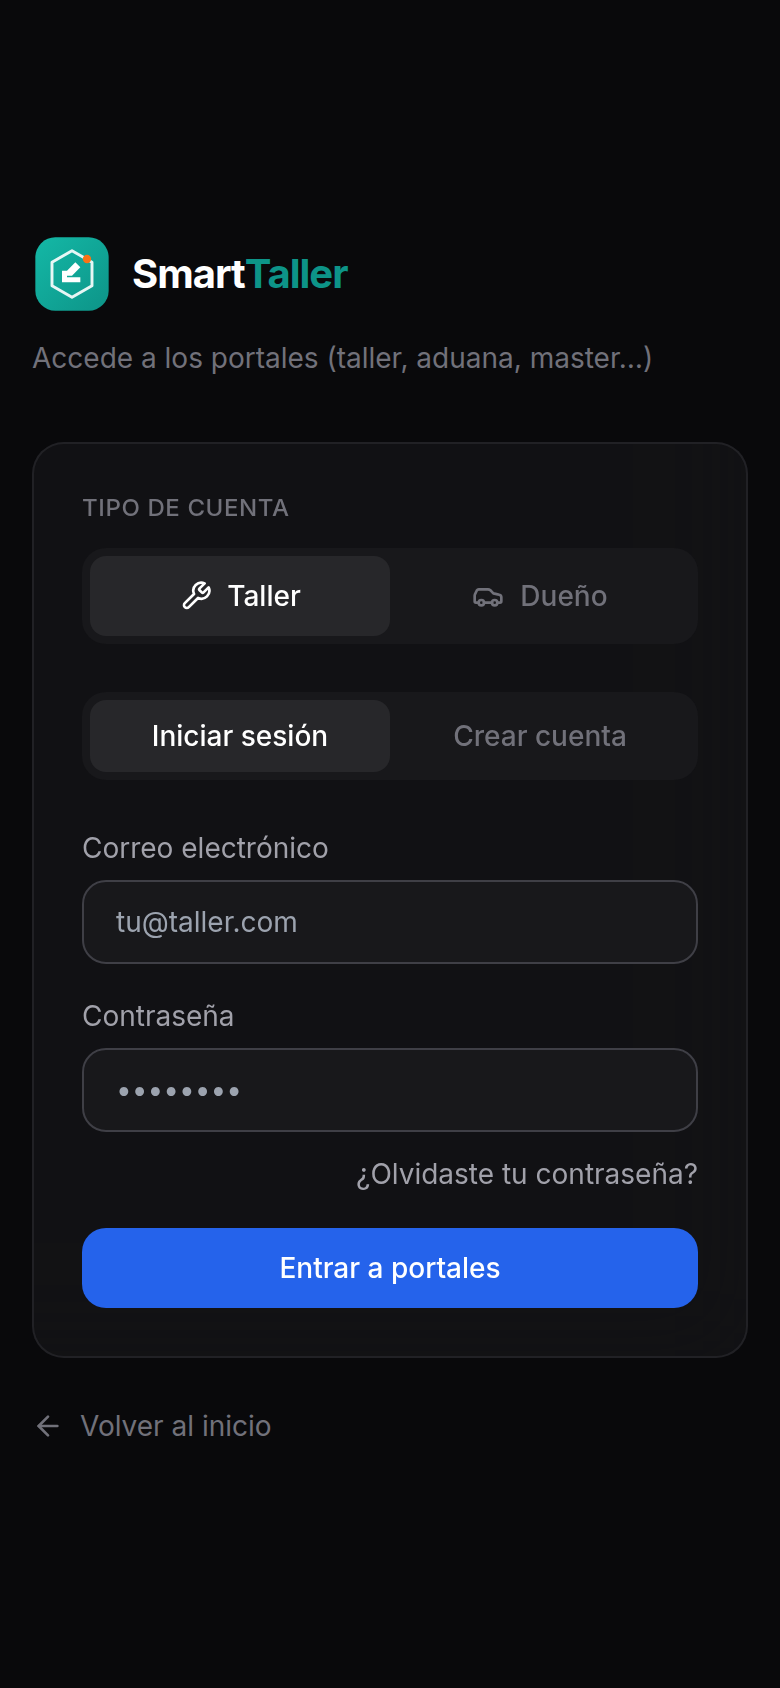 SmartTaller
Accede a los portales (taller, aduana, master...)
TIPO DE CUENTA
Taller
Dueño
Iniciar sesión
Crear cuenta
Correo electrónico
tu@taller.com
Contraseña
••••••••
¿Olvidaste tu contraseña?
Entrar a portales
← Volver al inicio